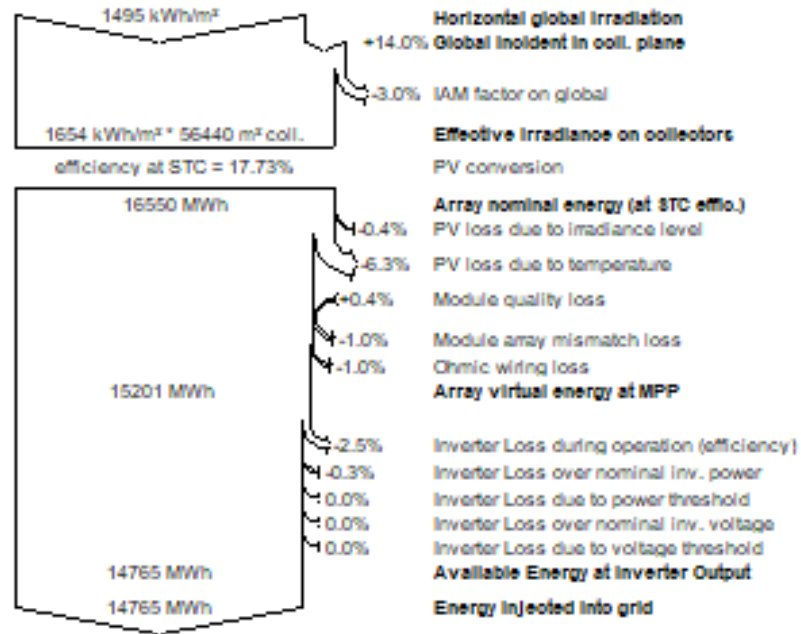 1495 kWh/m² Horizontal global irradiation
+14.0% Global incident in coll. plane
-3.0% IAM factor on global
1654 kWh/m² * 56440 m² coll. Effective irradiance on collectors
efficiency at STC = 17.73% PV conversion
16550 MWh Array nominal energy (at STC effic.)
-0.4% PV loss due to irradiance level
-6.3% PV loss due to temperature
+0.4% Module quality loss
-1.0% Module array mismatch loss
-1.0% Ohmic wiring loss
15201 MWh Array virtual energy at MPP
-2.5% Inverter Loss during operation (efficiency)
-0.3% Inverter Loss over nominal inv. power
0.0% Inverter Loss due to power threshold
0.0% Inverter Loss over nominal inv. voltage
0.0% Inverter Loss due to voltage threshold
14765 MWh Available Energy at Inverter Output
14765 MWh Energy injected into grid